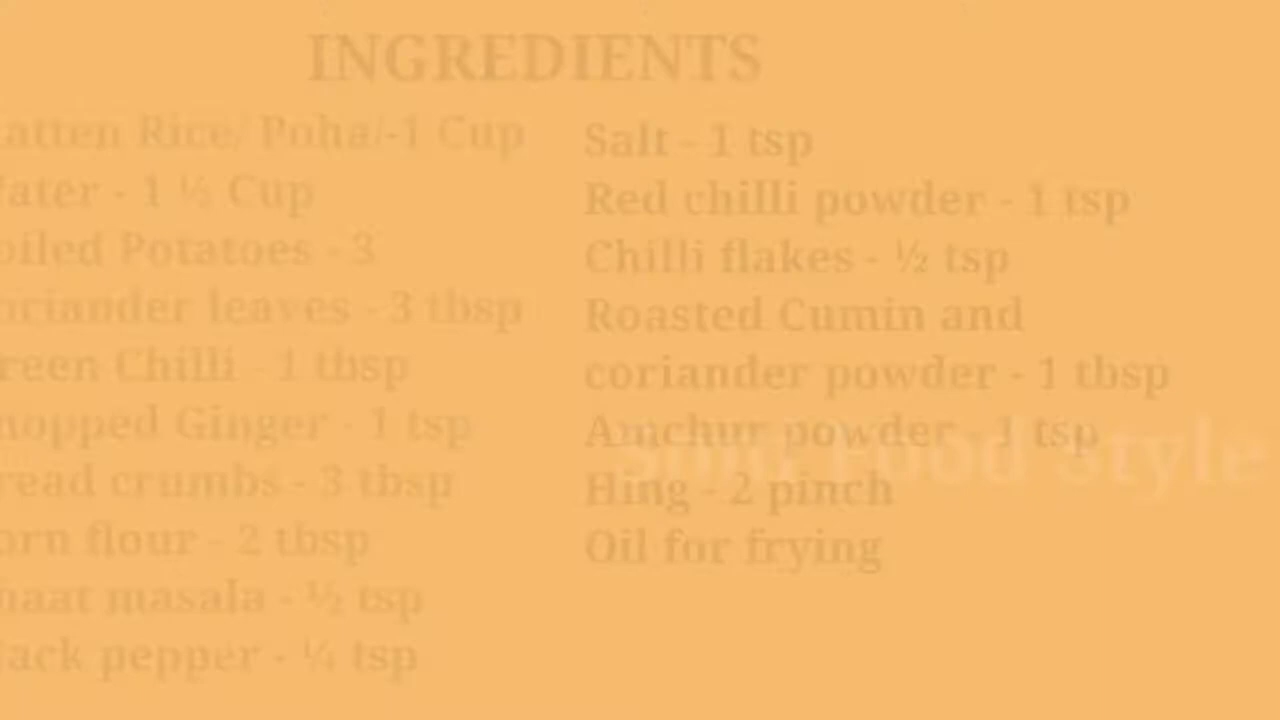 INGREDIENTS
atten Rice/ Poha/-1 Cup
ater - 1 ½ Cup
oiled Potatoes - 3
oriander leaves - 3 tbsp
reen Chilli - 1 tbsp
hopped Ginger - 1 tsp
read crumbs - 3 tbsp
orn flour - 2 tbsp
haat masala - ½ tsp
lack pepper - ¼ tsp
Salt - 1 tsp
Red chilli powder - 1 tsp
Chilli flakes - ½ tsp
Roasted Cumin and
coriander powder - 1 tbsp
Amchur powder - 1 tsp
Hing - 2 pinch
Oil for frying
Food Style